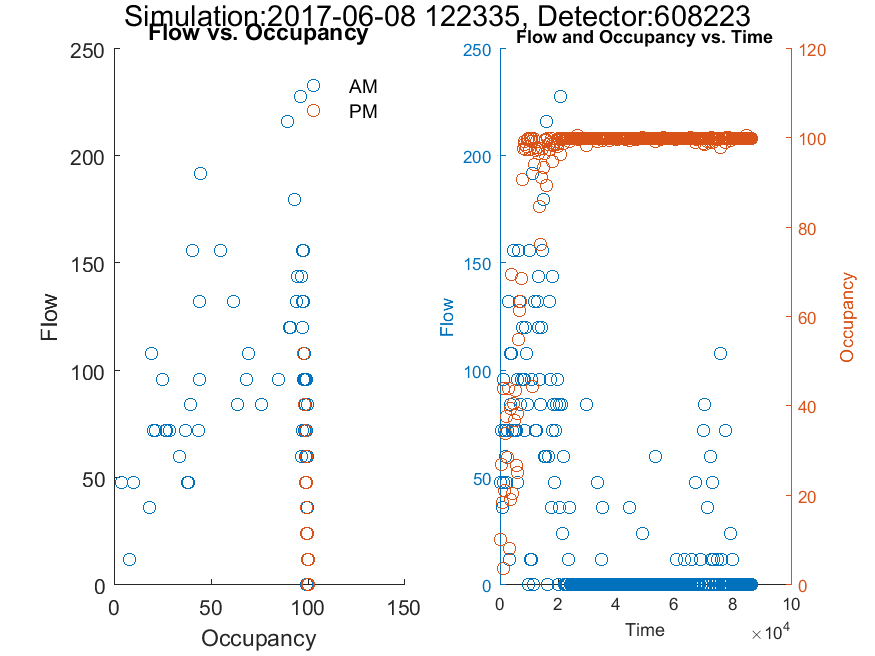 Simulation:2017-06-08 122335, Detector:608223
Flow vs. Occupancy
250
200
150
100
50
0
0 50 100 150
Flow
Occupancy
AM
PM
Flow and Occupancy vs. Time
250
200
150
100
50
0
Flow
120
100
80
60
40
20
0
Occupancy
0 2 4 6 8 10
×10^4
Time